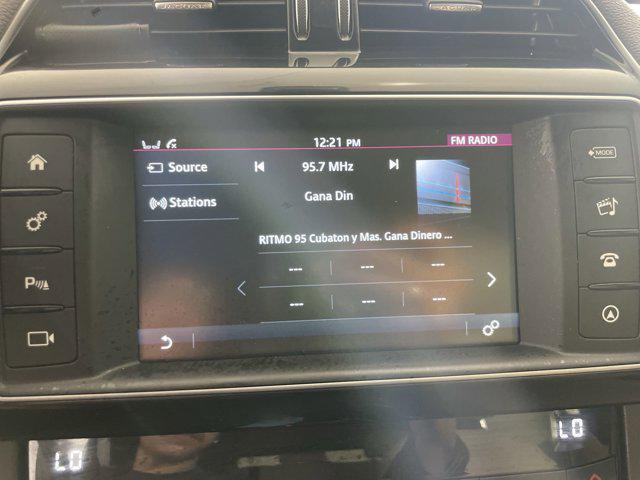 JAGUAR
12:21 PM
FM RADIO
Source
95.7 MHz
MODE
Stations
Gana Din
RITMO 95 Cubaton y Mas. Gana Dinero ...
--- --- ---
--- --- ---
P
LO
LO